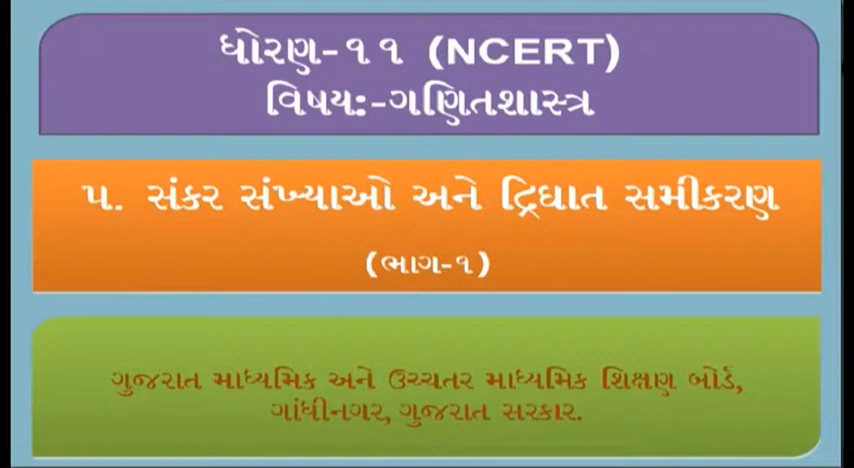 ધોરણ-૧૧ (NCERT)
વિષય:-ગણિતશાસ્ત્ર
૫. સંકર સંખ્યાઓ અને ટ્રિઘાત સમીકરણ
(ભાગ-૧)
ગુજરાત માધ્યમિક અને ઉચ્ચતર માધ્યમિક શિક્ષણ બોર્ડ,
ગાંધીનગર, ગુજરાત સરકાર.